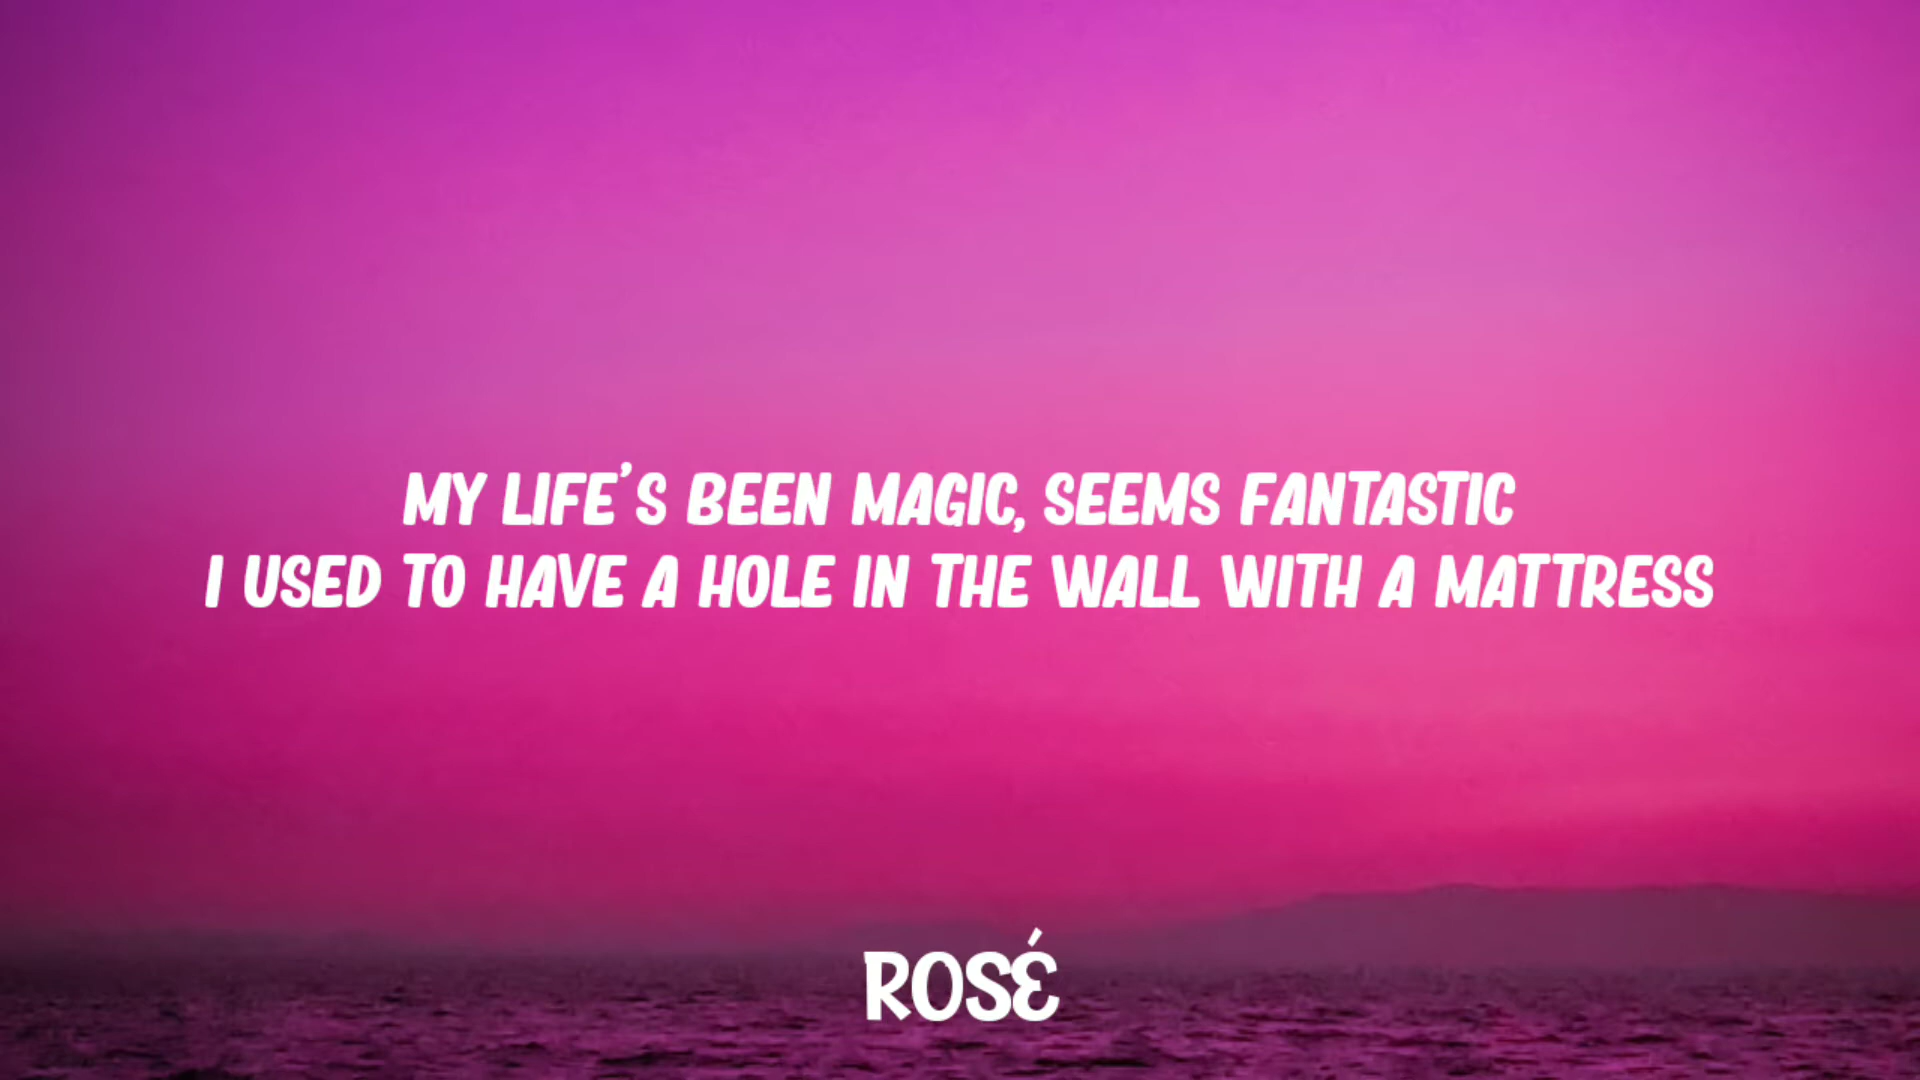 MY LIFE'S BEEN MAGIC, SEEMS FANTASTIC
I USED TO HAVE A HOLE IN THE WALL WITH A MATTRESS
ROSÉ